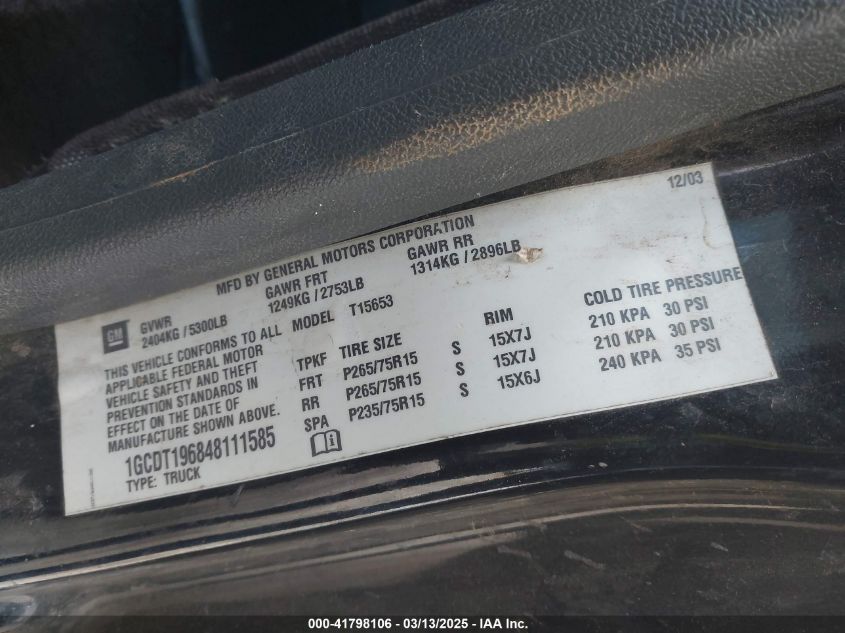 12/03
MFD BY GENERAL MOTORS CORPORATION
GM
GVWR GAWR FRT GAWR RR
2404KG / 5300LB 1249KG / 2753LB 1314KG / 2896LB
THIS VEHICLE CONFORMS TO ALL
APPLICABLE FEDERAL MOTOR
VEHICLE SAFETY AND THEFT
PREVENTION STANDARDS IN
EFFECT ON THE DATE OF
MANUFACTURE SHOWN ABOVE.
1GCDT196848111585
TYPE: TRUCK
MODEL T15653
TPKF TIRE SIZE RIM COLD TIRE PRESSURE
FRT P265/75R15 S 15X7J 210 KPA 30 PSI
RR P265/75R15 S 15X7J 210 KPA 30 PSI
SPA P235/75R15 S 15X6J 240 KPA 35 PSI
i
000-41798106 - 03/13/2025 - IAA Inc.